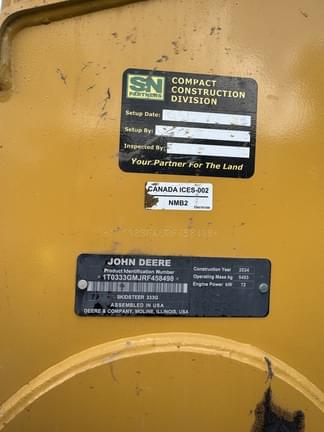 SN
PARTNERS
COMPACT
CONSTRUCTION
DIVISION
Setup Date:
Setup By:
Inspected By:
Your Partner For The Land
CANADA ICES-002
NMB2
JOHN DEERE
Product Identification Number
*1T0333GMJRF458498*
SKIDSTEER 333G
ASSEMBLED IN USA
DEERE & COMPANY, MOLINE, ILLINOIS, USA
Construction Year 2024
Operating Mass kg 5493
Engine Power kW 72